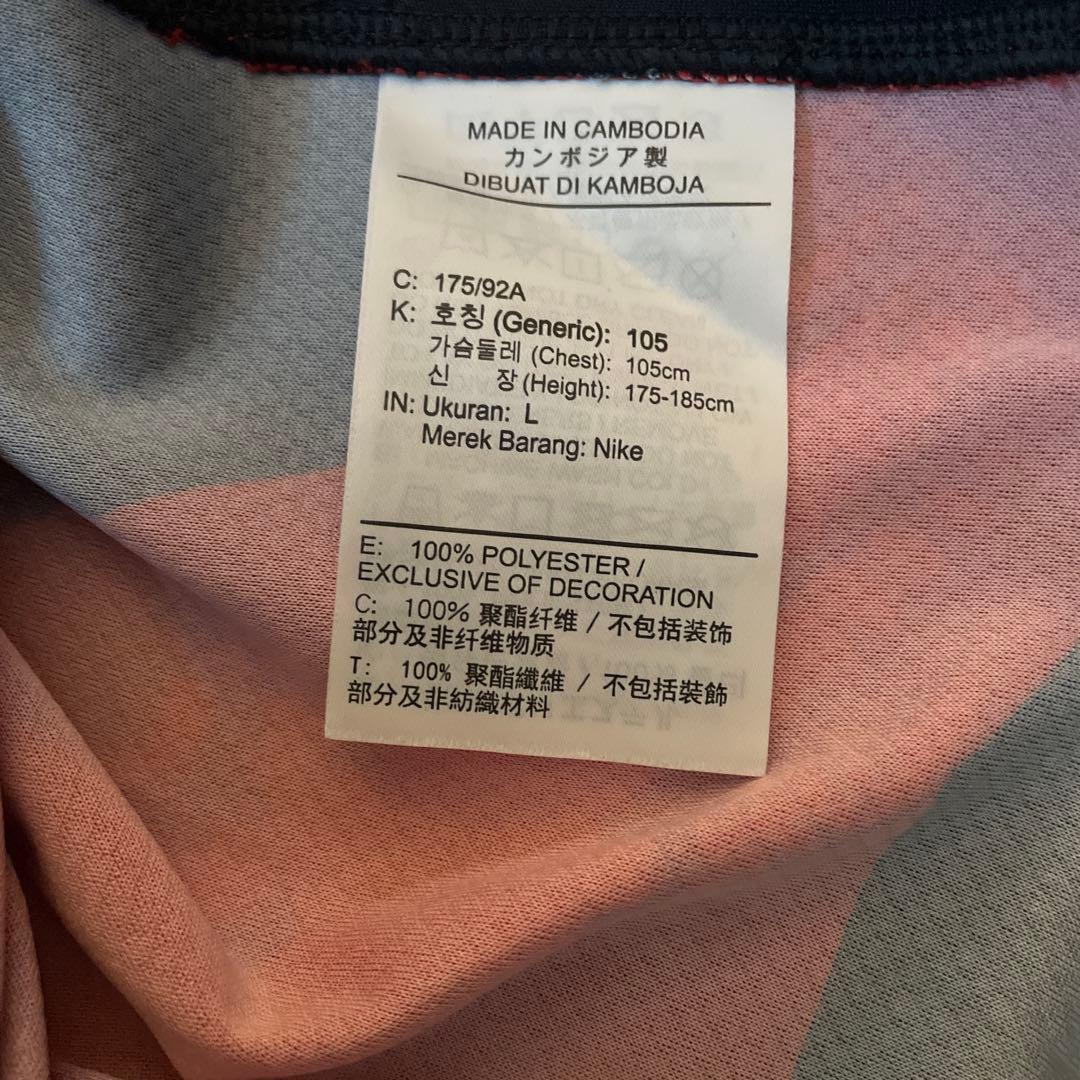 MADE IN CAMBODIA
カンボジア製
DIBUAT DI KAMBOJA
C: 175/92A
K: 호칭 (Generic): 105
가슴둘레 (Chest): 105cm
신 장 (Height): 175-185cm
IN: Ukuran: L
Merek Barang: Nike
E: 100% POLYESTER /
EXCLUSIVE OF DECORATION
C: 100% 聚酯纤维 / 不包括装饰
部分及非纤维物质
T: 100% 聚酯纖維 / 不包括裝飾
部分及非紡織材料